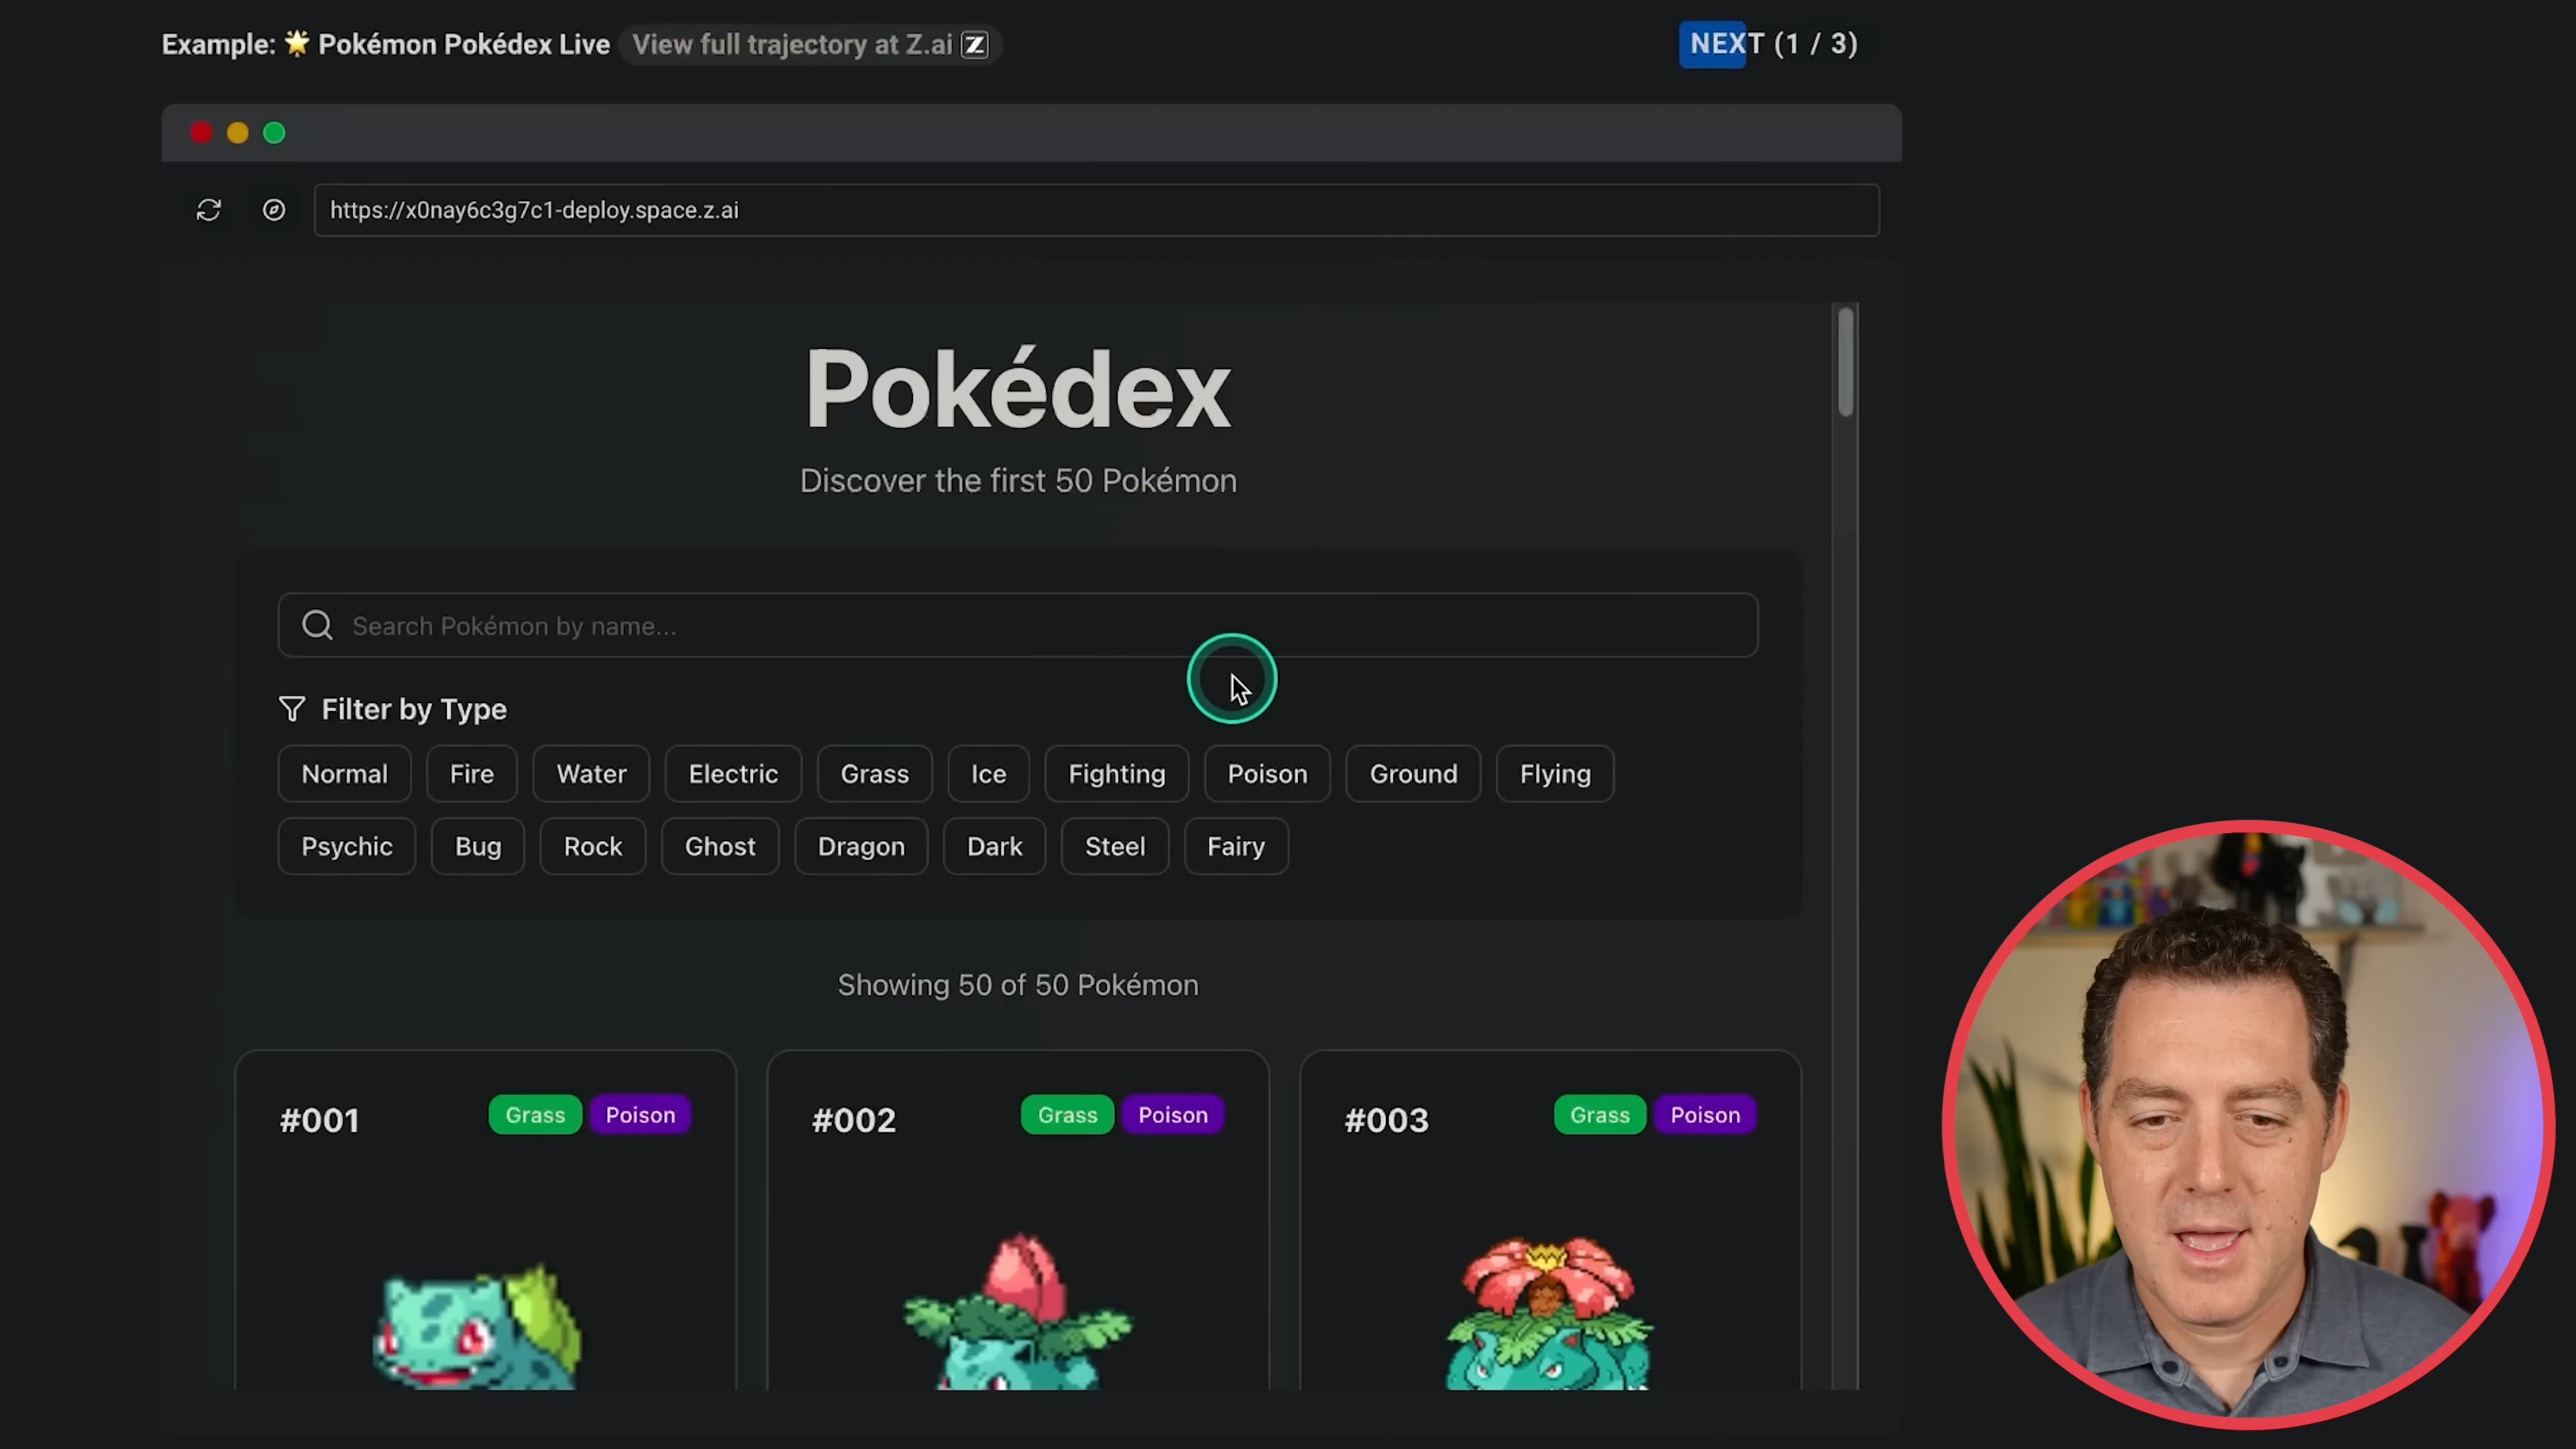 Example: 🌟 Pokémon Pokédex Live View full trajectory at Z.ai Z NEXT (1 / 3)
https://x0nay6c3g7c1-deploy.space.z.ai
Pokédex
Discover the first 50 Pokémon
Search Pokémon by name...
Filter by Type
Normal Fire Water Electric Grass Ice Fighting Poison Ground Flying
Psychic Bug Rock Ghost Dragon Dark Steel Fairy
Showing 50 of 50 Pokémon
#001 Grass Poison #002 Grass Poison #003 Grass Poison